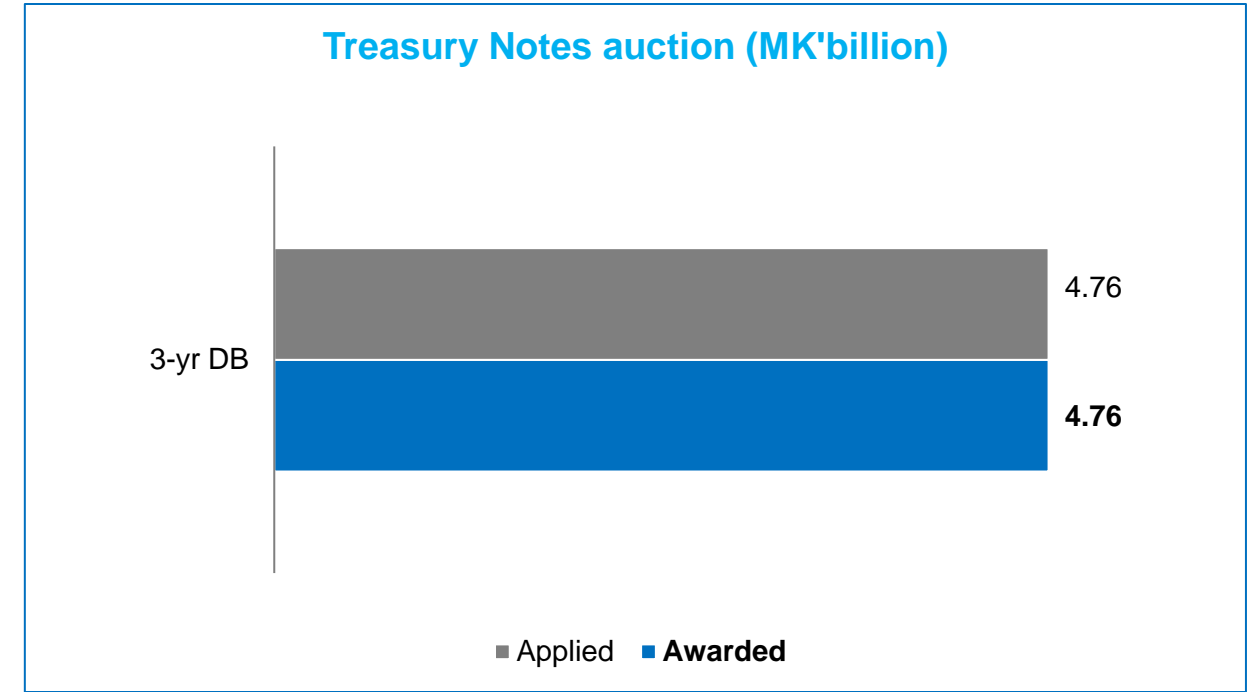 Treasury Notes auction (MK'billion)
4.76
3-yr DB
4.76
Applied Awarded